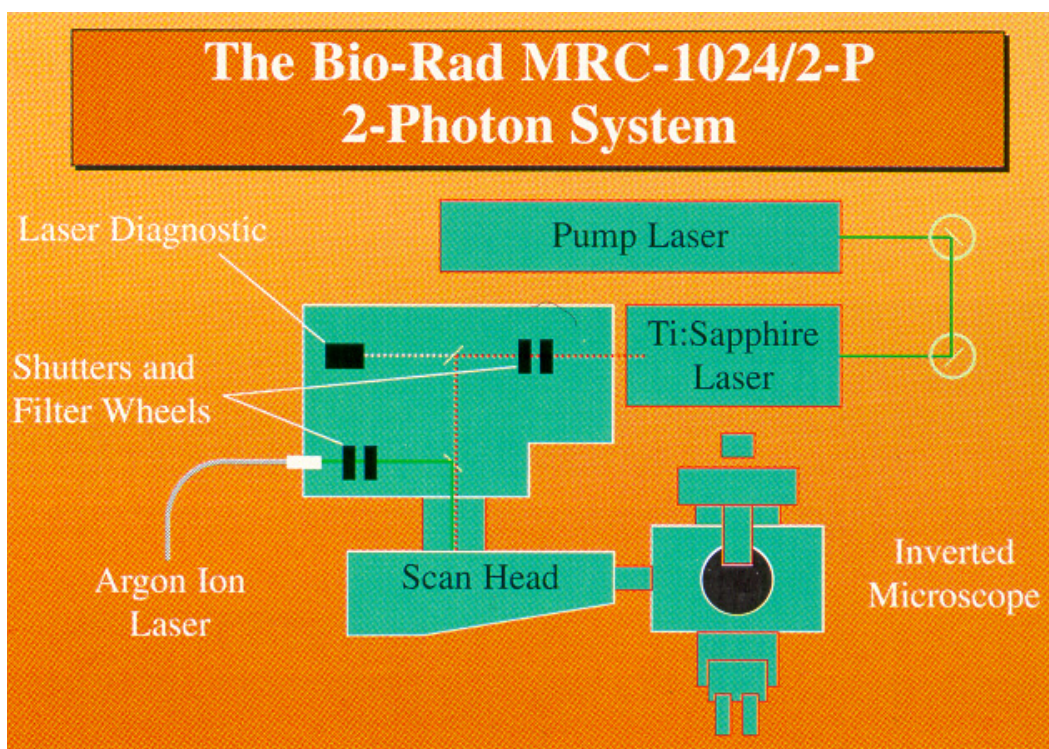 The Bio-Rad MRC-1024/2-P
2-Photon System
Laser Diagnostic
Pump Laser
Ti:Sapphire
Laser
Shutters and
Filter Wheels
Argon Ion
Laser
Scan Head
Inverted
Microscope